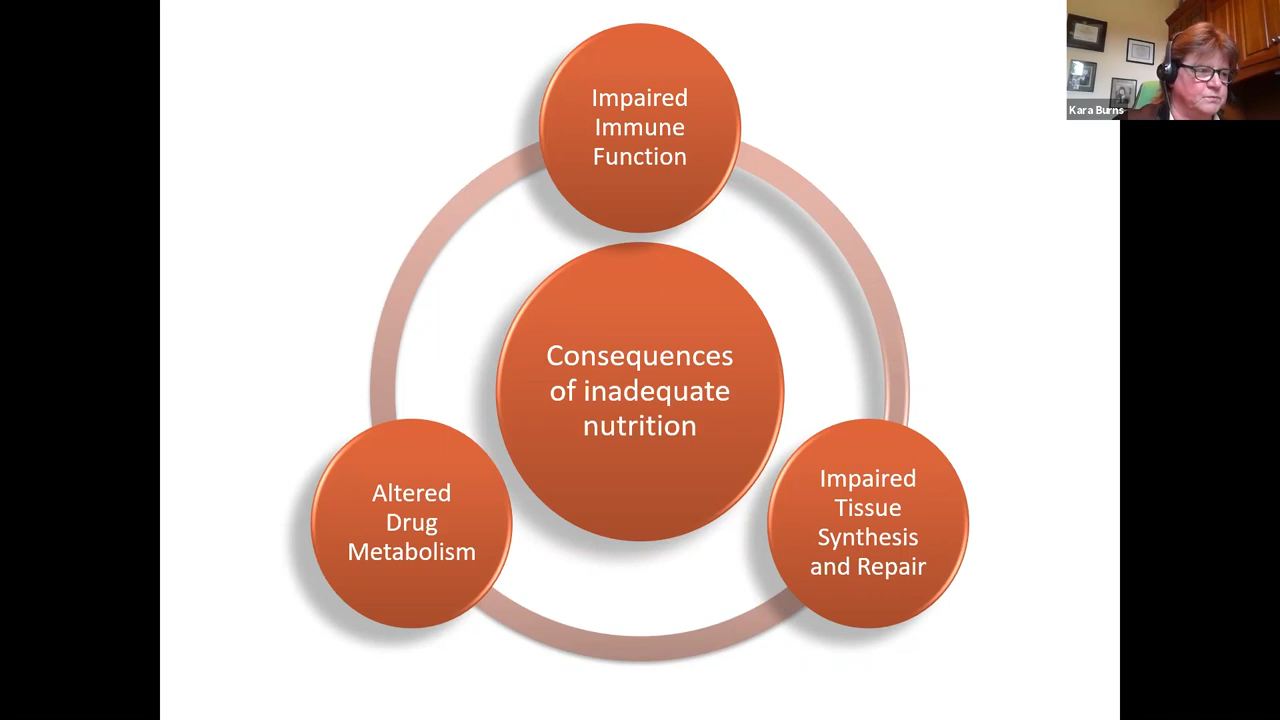 Impaired
Immune
Function
Kara Burns
Consequences
of inadequate
nutrition
Altered
Drug
Metabolism
Impaired
Tissue
Synthesis
and Repair